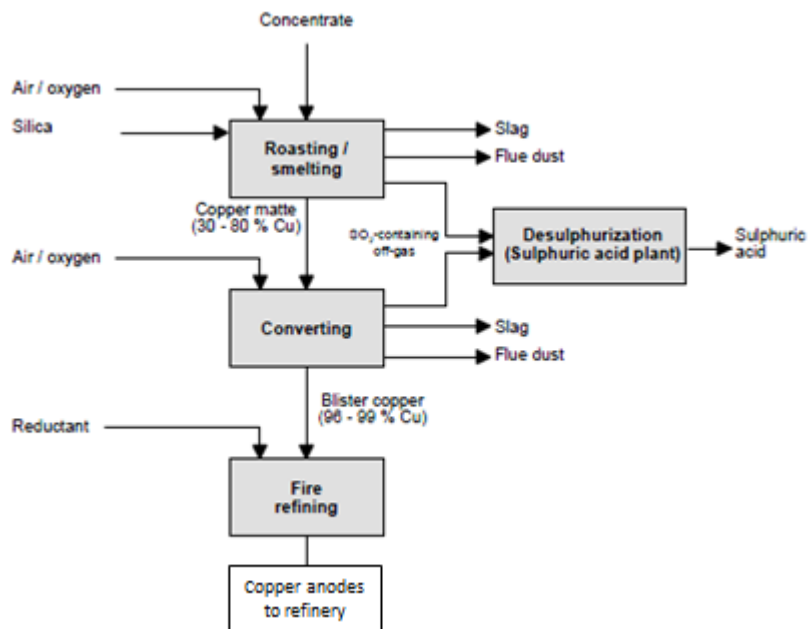 Concentrate
Air / oxygen
Silica
Roasting /
smelting
Slag
Flue dust
Copper matte
(30 - 80 % Cu)
SO₂-containing
off-gas
Desulphurization
(Sulphuric acid plant)
Sulphuric
acid
Air / oxygen
Converting
Slag
Flue dust
Blister copper
(96 - 99 % Cu)
Reductant
Fire
refining
Copper anodes
to refinery